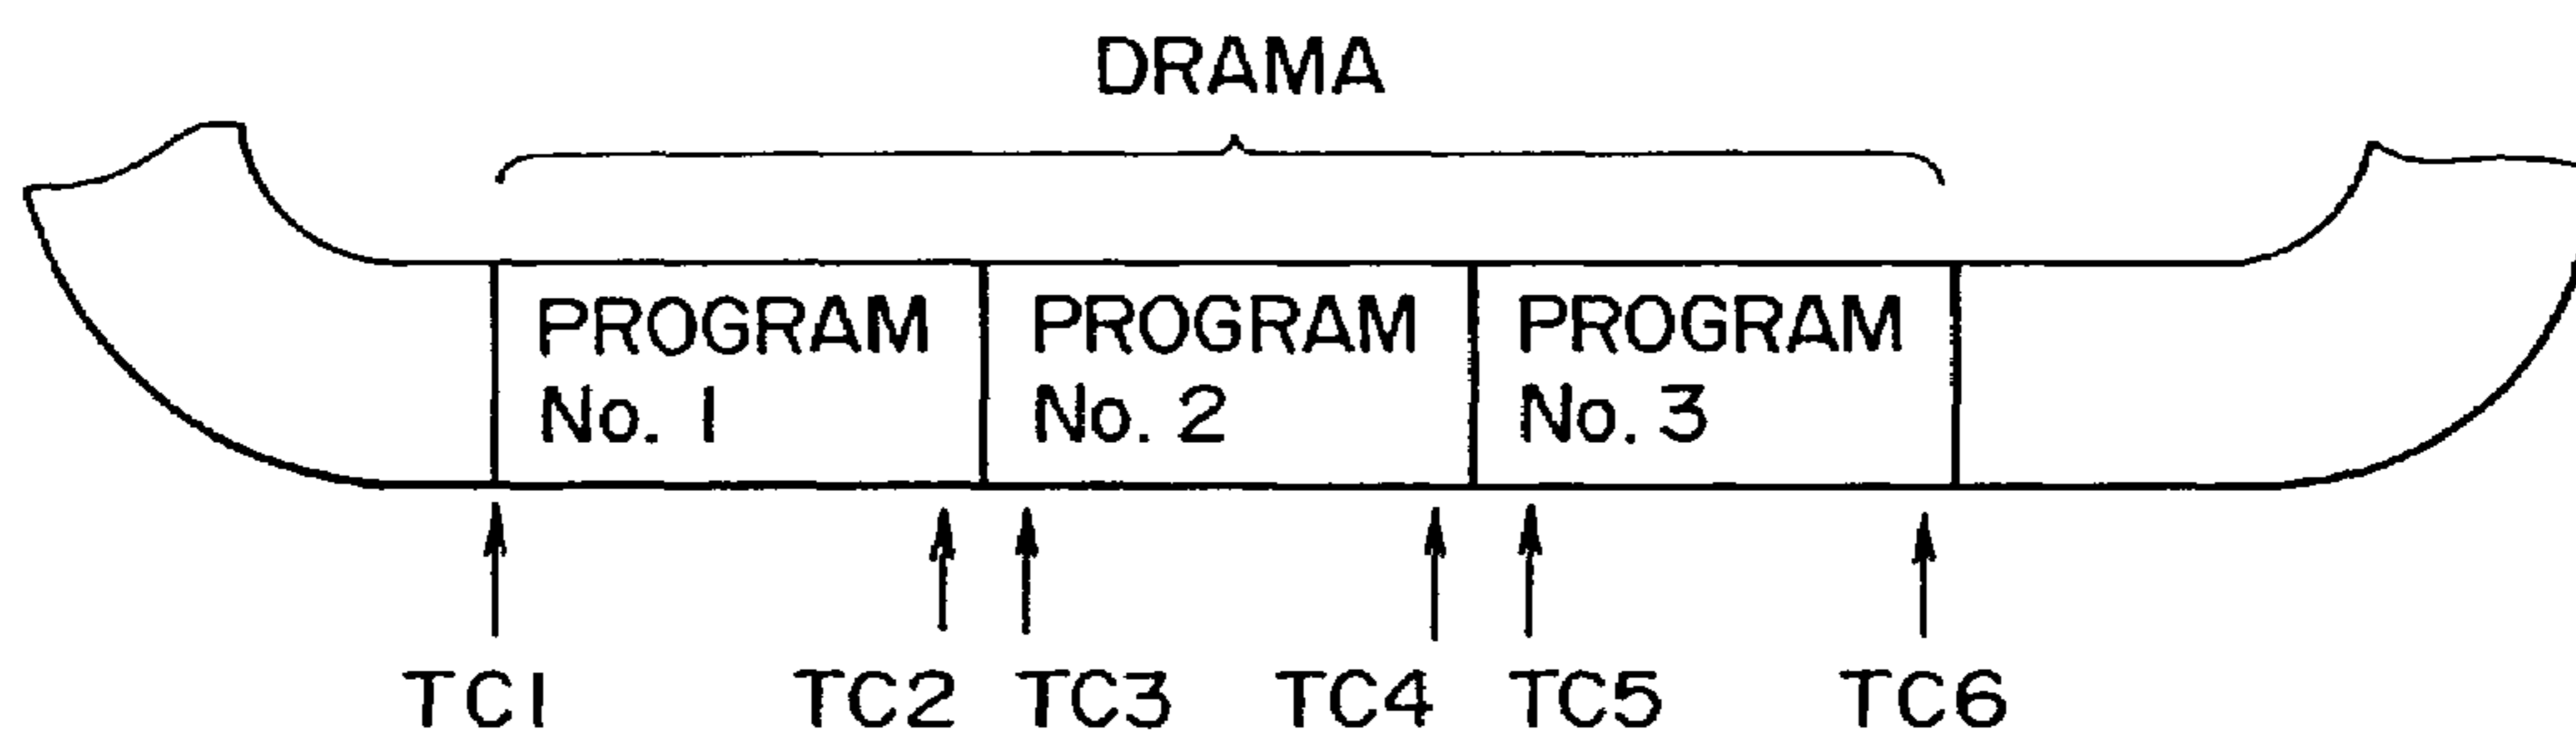 DRAMA
PROGRAM No. 1
PROGRAM No. 2
PROGRAM No. 3
TC1 TC2 TC3 TC4 TC5 TC6